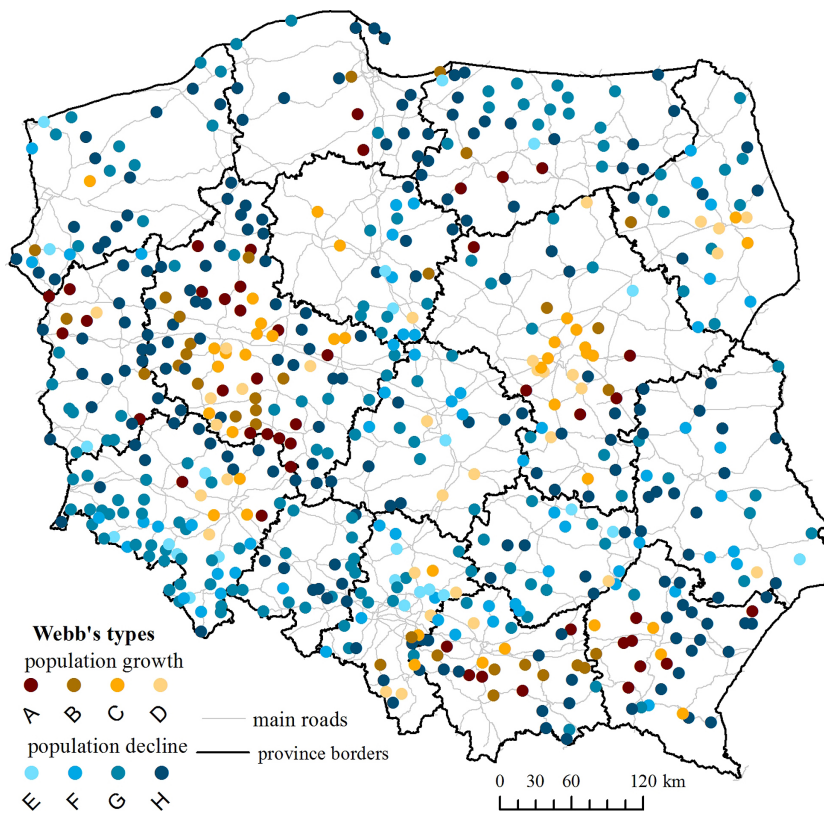 Webb's types
population growth
A B C D
main roads
population decline
province borders
E F G H
0 30 60 120 km